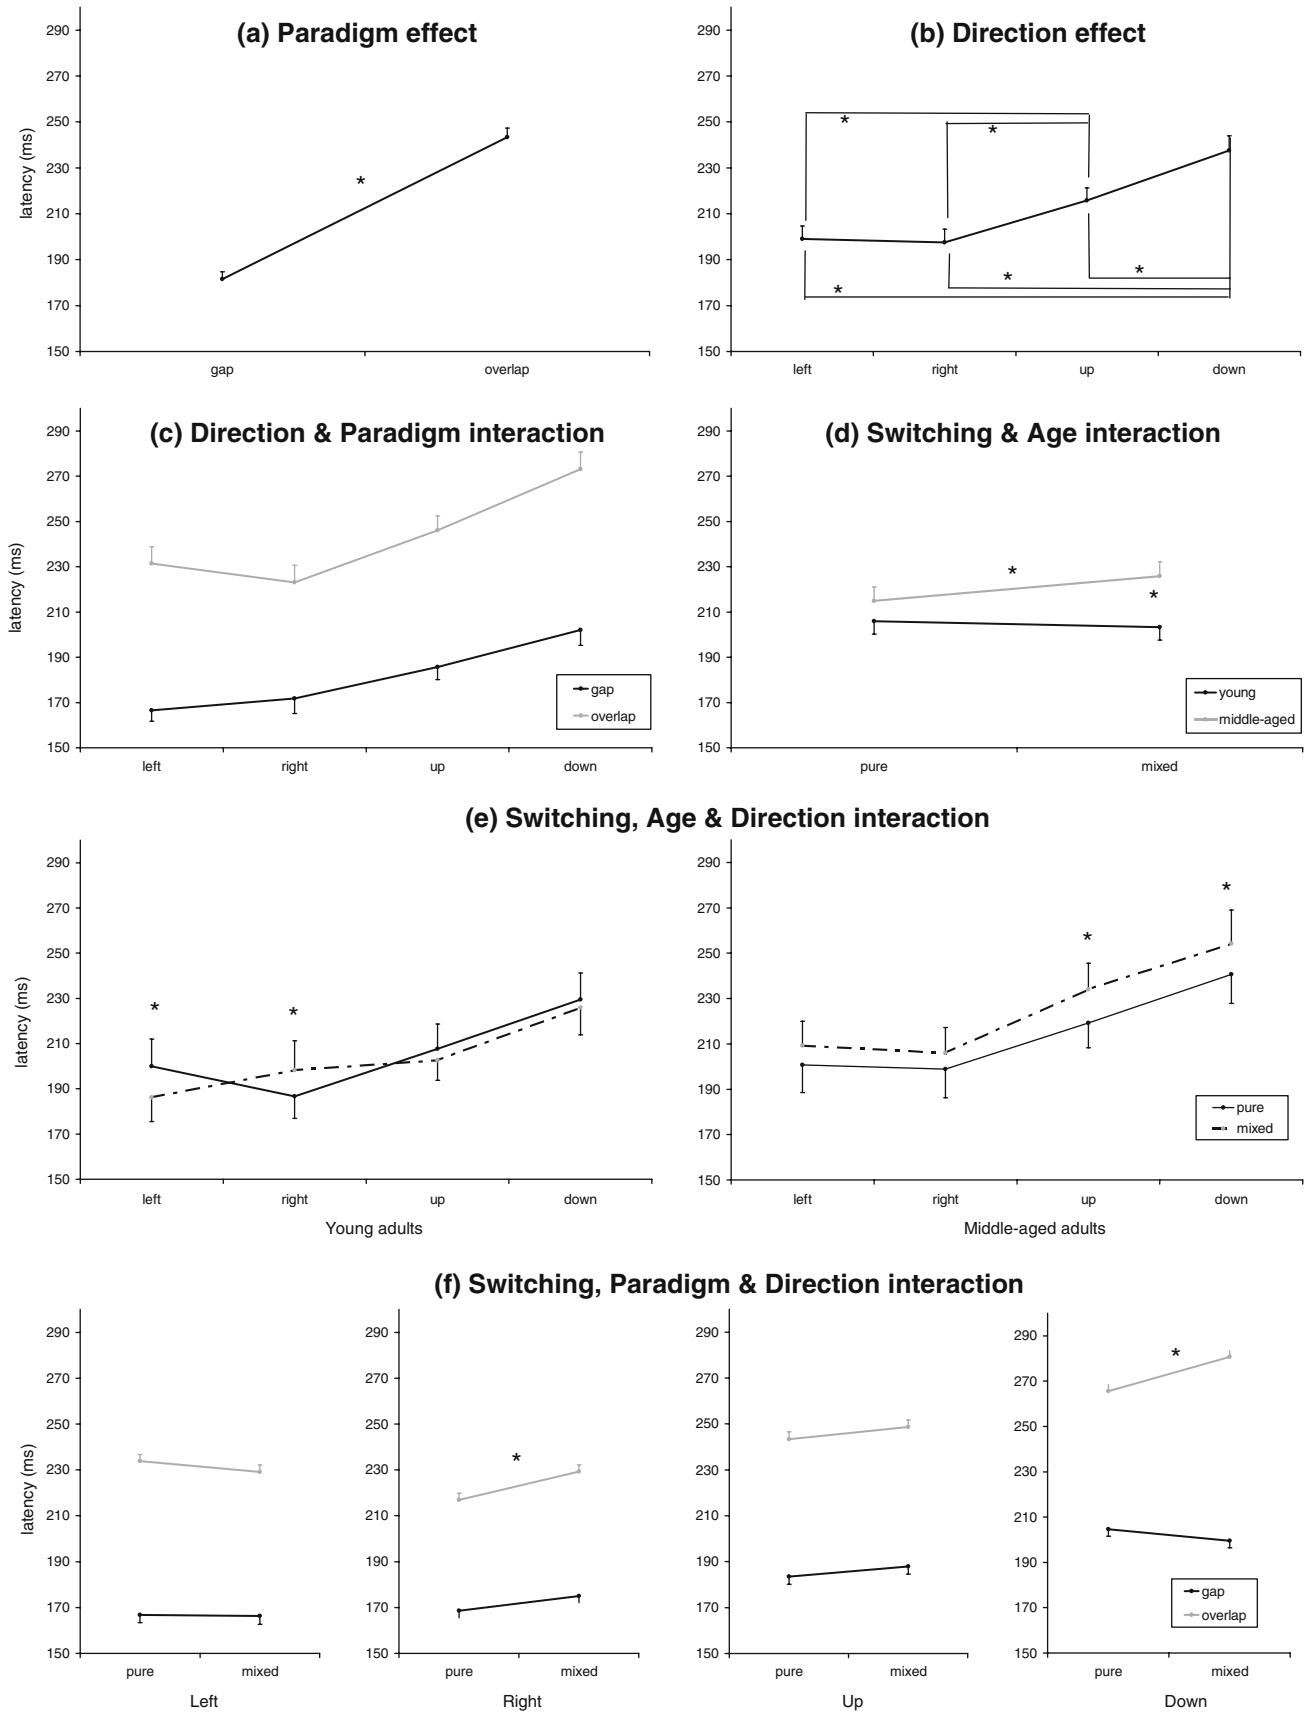 (a) Paradigm effect
290
270
250
230
210
190
170
150
latency (ms)
*
gap overlap
(b) Direction effect
290
270
250
230
210
190
170
150
* *
* * *
left right up down
(c) Direction & Paradigm interaction
290
270
250
230
210
190
170
150
latency (ms)
gap
overlap
left right up down
(d) Switching & Age interaction
290
270
250
230
210
190
170
150
*
*
young
middle-aged
pure mixed
(e) Switching, Age & Direction interaction
290
270
250
230
210
190
170
150
latency (ms)
* *
left right up down
Young adults
290
270
250
230
210
190
170
150
* *
pure
mixed
left right up down
Middle-aged adults
(f) Switching, Paradigm & Direction interaction
290
270
250
230
210
190
170
150
latency (ms)
pure mixed
Left
290
270
250
230
210
190
170
150
*
pure mixed
Right
290
270
250
230
210
190
170
150
pure mixed
Up
290
270
250
230
210
190
170
150
*
gap
overlap
pure mixed
Down